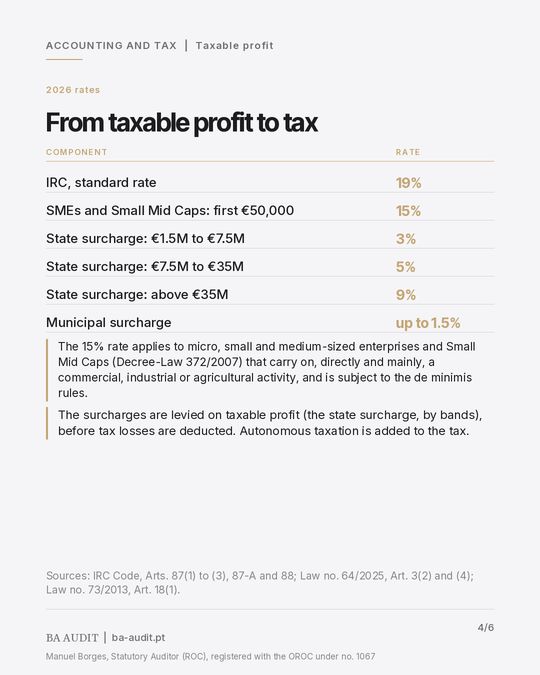 ACCOUNTING AND TAX | Taxable profit
2026 rates
From taxable profit to tax
COMPONENT RATE
IRC, standard rate 19%
SMEs and Small Mid Caps: first €50,000 15%
State surcharge: €1.5M to €7.5M 3%
State surcharge: €7.5M to €35M 5%
State surcharge: above €35M 9%
Municipal surcharge up to 1.5%
The 15% rate applies to micro, small and medium-sized enterprises and Small
Mid Caps (Decree-Law 372/2007) that carry on, directly and mainly, a
commercial, industrial or agricultural activity, and is subject to the de minimis
rules.
The surcharges are levied on taxable profit (the state surcharge, by bands),
before tax losses are deducted. Autonomous taxation is added to the tax.
Sources: IRC Code, Arts. 87(1) to (3), 87-A and 88; Law no. 64/2025, Art. 3(2) and (4);
Law no. 73/2013, Art. 18(1).
4/6
BA AUDIT | ba-audit.pt
Manuel Borges, Statutory Auditor (ROC), registered with the OROC under no. 1067